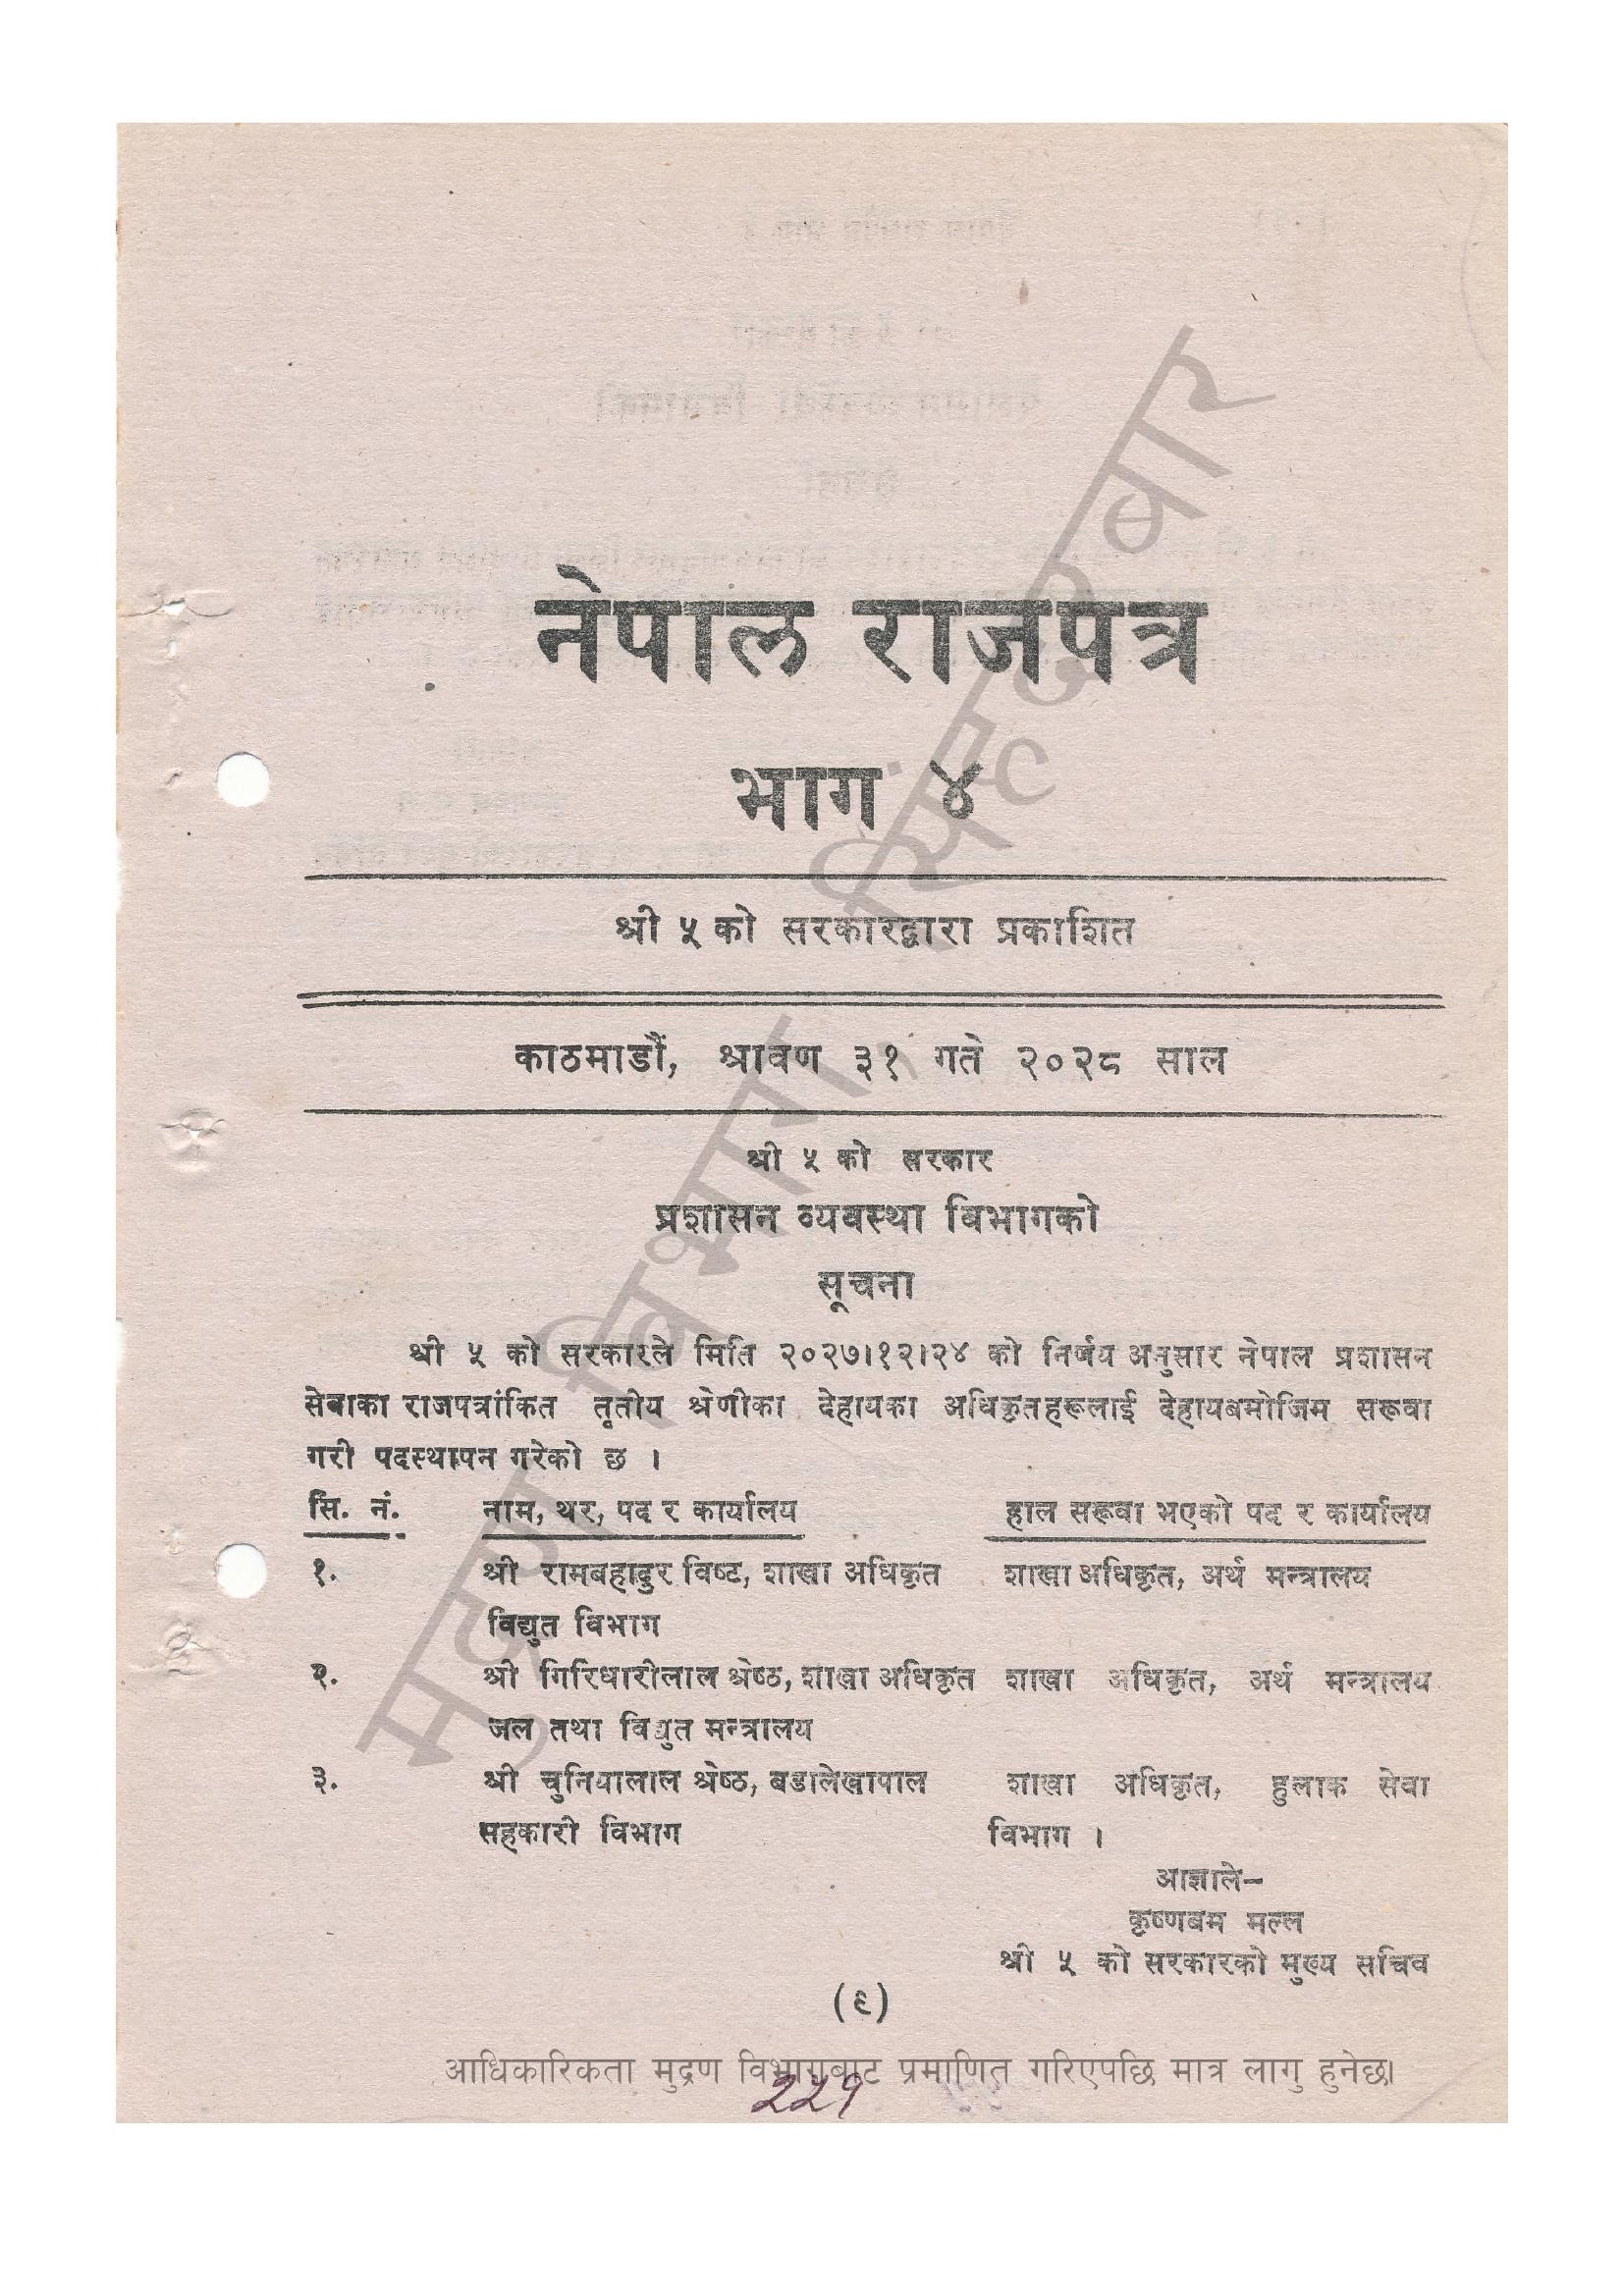 नेपाल राजपत्र
भाग ४
श्री ५ को सरकारद्वारा प्रकाशित
काठमाडौं, श्रावण ३१ गते २०२८ साल
श्री ५ को सरकार
प्रशासन व्यवस्था विभागको
सूचना
श्री ५ को सरकारले मिति २०२७।१२।२४ को निर्णय अनुसार नेपाल प्रशासन
सेवाका राजपत्रांकित तृतीय श्रेणीका देहायका अधिकृतहरूलाई देहायबमोजिम सरूवा
गरी पदस्थापन गरेको छ ।
सि. नं. नाम, थर, पद र कार्यालय हाल सरूवा भएको पद र कार्यालय
१. श्री रामबहादुर विष्ट, शाखा अधिकृत शाखा अधिकृत, अर्थ मन्त्रालय
विद्युत विभाग
२. श्री गिरिधारीलाल श्रेष्ठ, शाखा अधिकृत शाखा अधिकृत, अर्थ मन्त्रालय
जल तथा विद्युत मन्त्रालय
३. श्री चुनियालाल श्रेष्ठ, बडालेखापाल शाखा अधिकृत, हुलाक सेवा
सहकारी विभाग विभाग ।
आज्ञाले–
कृष्णबम मल्ल
श्री ५ को सरकारको मुख्य सचिव
(९)
आधिकारिकता मुद्रण विभागबाट प्रमाणित गरिएपछि मात्र लागु हुनेछ।
२२१
मुद्रण विभाग, सिंहदरबार